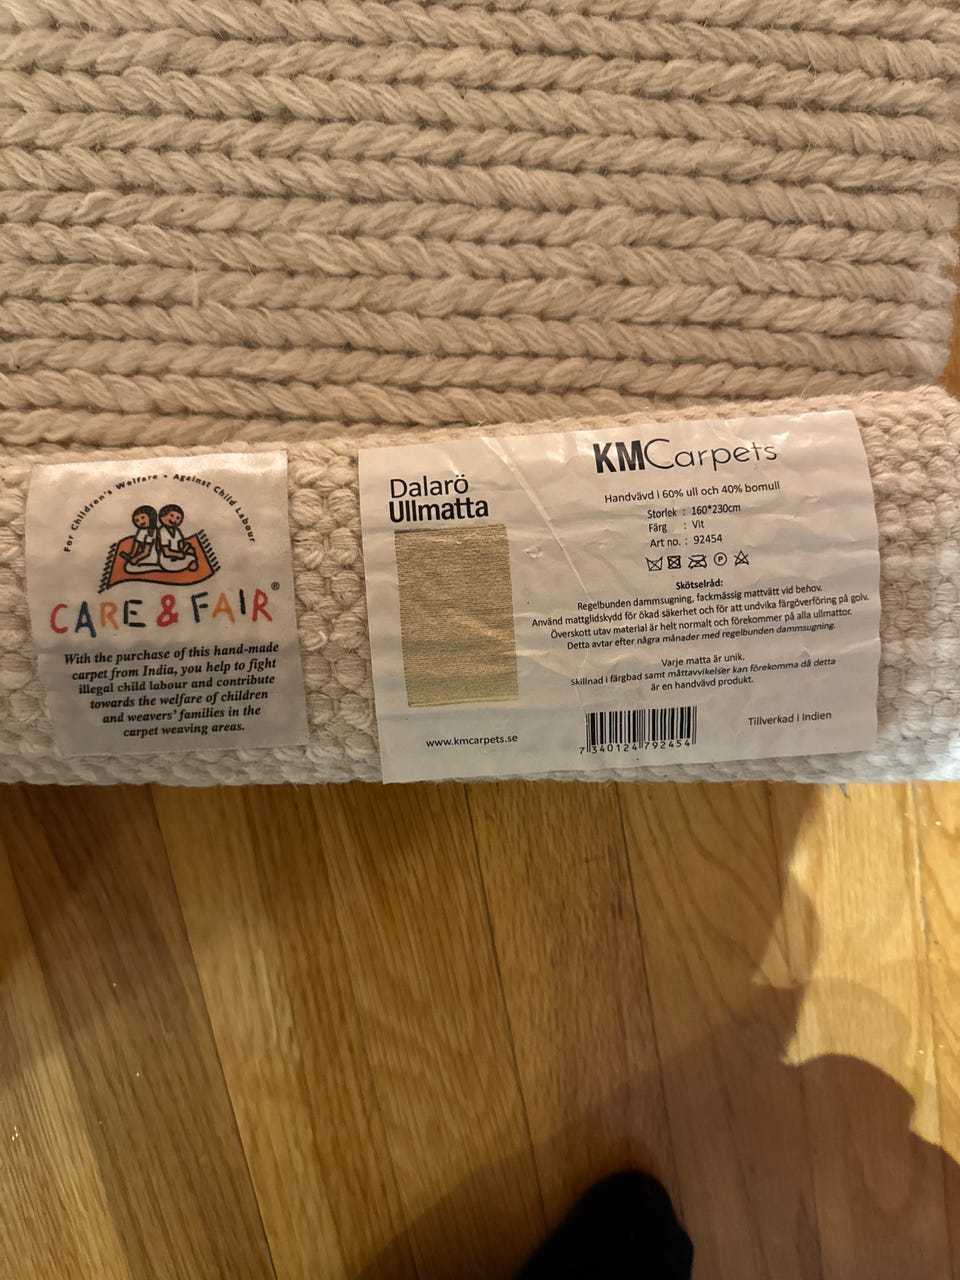 For Children's Welfare • Against Child Labour
CARE & FAIR®
With the purchase of this hand-made
carpet from India, you help to fight
illegal child labour and contribute
towards the welfare of children
and weavers' families in the
carpet weaving areas.
Dalarö
Ullmatta
www.kmcarpets.se
KMCarpets
Handvävd i 60% ull och 40% bomull
Storlek : 160*230cm
Färg : Vit
Art no. : 92454
P
Skötselråd:
Regelbunden dammsugning, fackmässig mattvätt vid behov.
Använd mattglidskydd för ökad säkerhet och för att undvika färgöverföring på golv.
Överskott utav material är helt normalt och förekommer på alla ullmattor.
Detta avtar efter några månader med regelbunden dammsugning.
Varje matta är unik.
Skillnad i färgbad samt måttavvikelser kan förekomma då detta
är en handvävd produkt.
7 340124 792454
Tillverkad i Indien